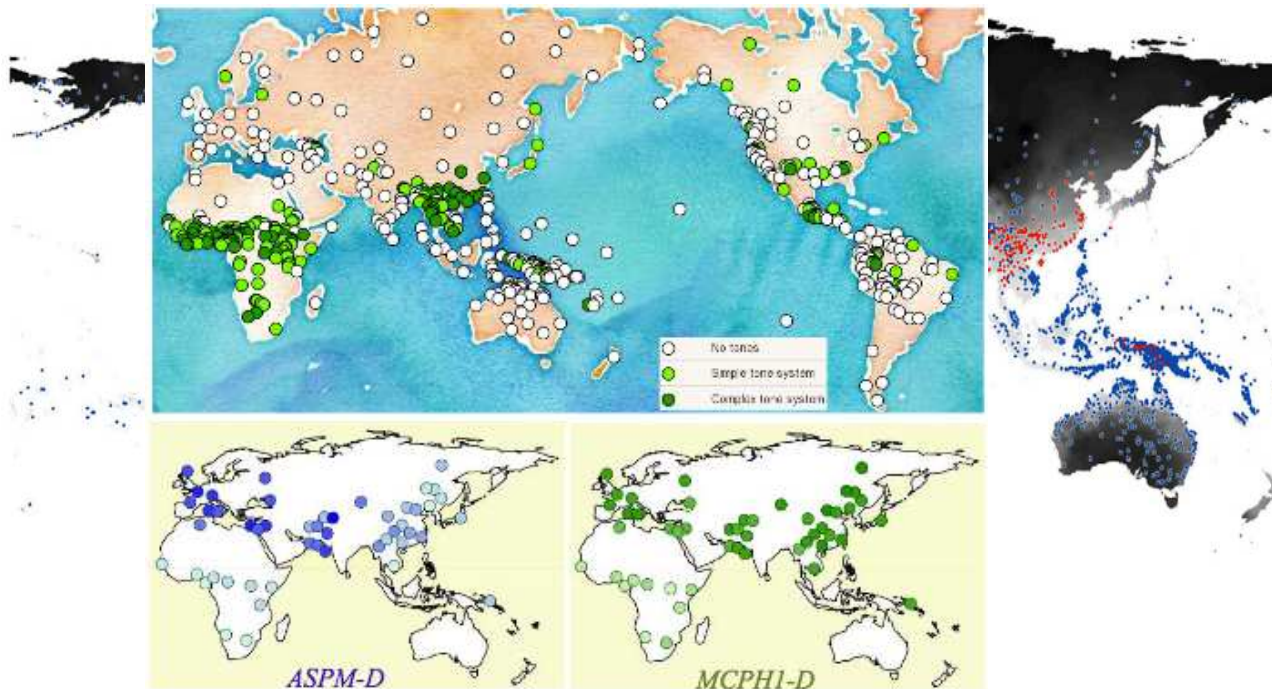 No tones
Simple tone system
Complex tone system
ASPM-D
MCPH1-D